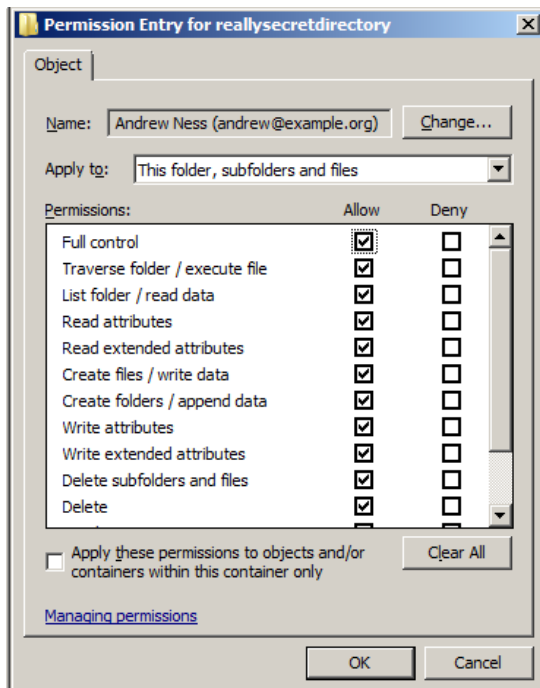 Permission Entry for reallysecretdirectory
Object
Name: Andrew Ness (andrew@example.org) Change...
Apply to: This folder, subfolders and files
Permissions: Allow Deny
Full control
Traverse folder / execute file
List folder / read data
Read attributes
Read extended attributes
Create files / write data
Create folders / append data
Write attributes
Write extended attributes
Delete subfolders and files
Delete
Apply these permissions to objects and/or
containers within this container only
Clear All
Managing permissions
OK Cancel